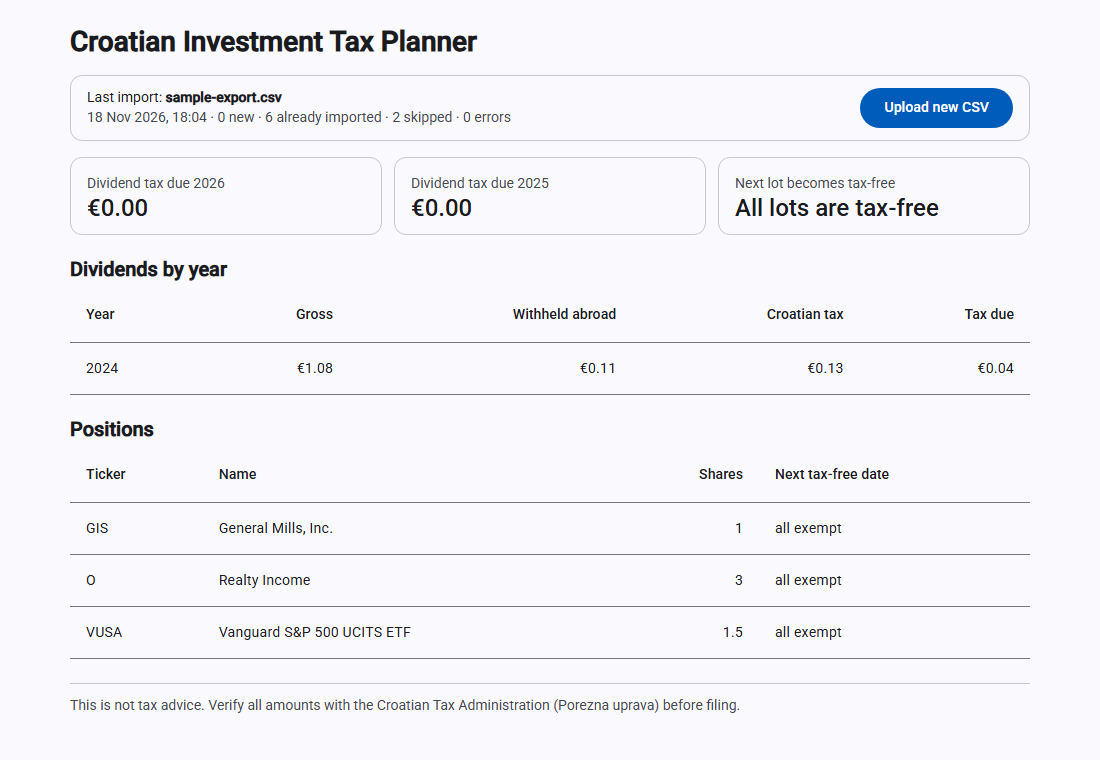 Croatian Investment Tax Planner
Last import: sample-export.csv
18 Nov 2026, 18:04 · 0 new · 6 already imported · 2 skipped · 0 errors
Upload new CSV
Dividend tax due 2026
€0.00
Dividend tax due 2025
€0.00
Next lot becomes tax-free
All lots are tax-free
Dividends by year
Year Gross Withheld abroad Croatian tax Tax due
2024 €1.08 €0.11 €0.13 €0.04
Positions
Ticker Name Shares Next tax-free date
GIS General Mills, Inc. 1 all exempt
O Realty Income 3 all exempt
VUSA Vanguard S&P 500 UCITS ETF 1.5 all exempt
This is not tax advice. Verify all amounts with the Croatian Tax Administration (Porezna uprava) before filing.